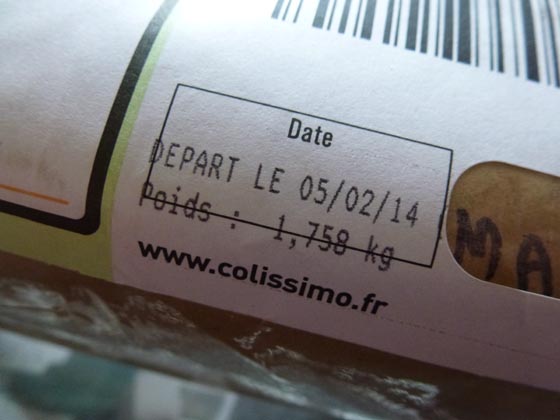 Date
DEPART LE 05/02/14
Poids : 1,758 kg
www.colissimo.fr
MA